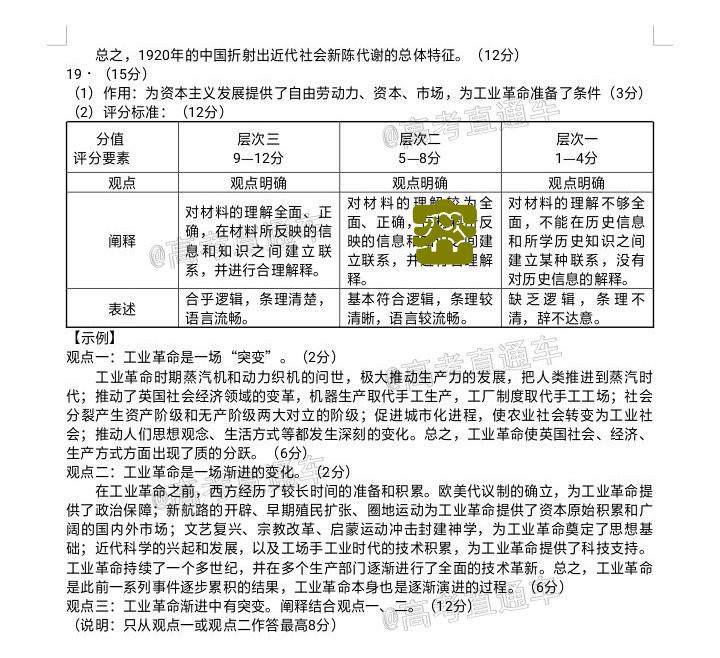 总之，1920年的中国折射出近代社会新陈代谢的总体特征。（12分）
19·（15分）
（1）作用：为资本主义发展提供了自由劳动力、资本、市场，为工业革命准备了条件（3分）
（2）评分标准：（12分）
分值
评分要素
层次三
9—12分
层次二
5—8分
层次一
1—4分
观点
观点明确
观点明确
观点明确
阐释
对材料的理解全面、正
确，在材料所反映的信
息和知识之间建立联
系，并进行合理解释。
对材料的理解较为全
面、正确，反
映的信息和间建
立联系，并解
释。
对材料的理解不够全
面，不能在历史信息
和所学历史知识之间
建立某种联系，没有
对历史信息的解释。
表述
合乎逻辑，条理清楚，
语言流畅。
基本符合逻辑，条理较
清晰，语言较流畅。
缺乏逻辑，条理不
清，辞不达意。
【示例】
观点一：工业革命是一场“突变”。（2分）
工业革命时期蒸汽机和动力织机的问世，极大推动生产力的发展，把人类推进到蒸汽时
代；推动了英国社会经济领域的变革，机器生产取代手工生产，工厂制度取代手工工场；社会
分裂产生资产阶级和无产阶级两大对立的阶级；促进城市化进程，使农业社会转变为工业社
会；推动人们思想观念、生活方式等都发生深刻的变化。总之，工业革命使英国社会、经济、
生产方式方面出现了质的分跃。（6分）
观点二：工业革命是一场渐进的变化。（2分）
在工业革命之前，西方经历了较长时间的准备和积累。欧美代议制的确立，为工业革命提
供了政治保障；新航路的开辟、早期殖民扩张、圈地运动为工业革命提供了资本原始积累和广
阔的国内外市场；文艺复兴、宗教改革、启蒙运动冲击封建神学，为工业革命奠定了思想基
础；近代科学的兴起和发展，以及工场手工业时代的技术积累，为工业革命提供了科技支持。
工业革命持续了一个多世纪，并在多个生产部门逐渐进行了全面的技术革新。总之，工业革命
是此前一系列事件逐步累积的结果，工业革命本身也是逐渐演进的过程。（6分）
观点三：工业革命渐进中有突变。阐释结合观点一、二。（12分）
（说明：只从观点一或观点二作答最高8分）
@高考直通车
@高考直通车
@高考直通车
@高考直通车
@高考直通车